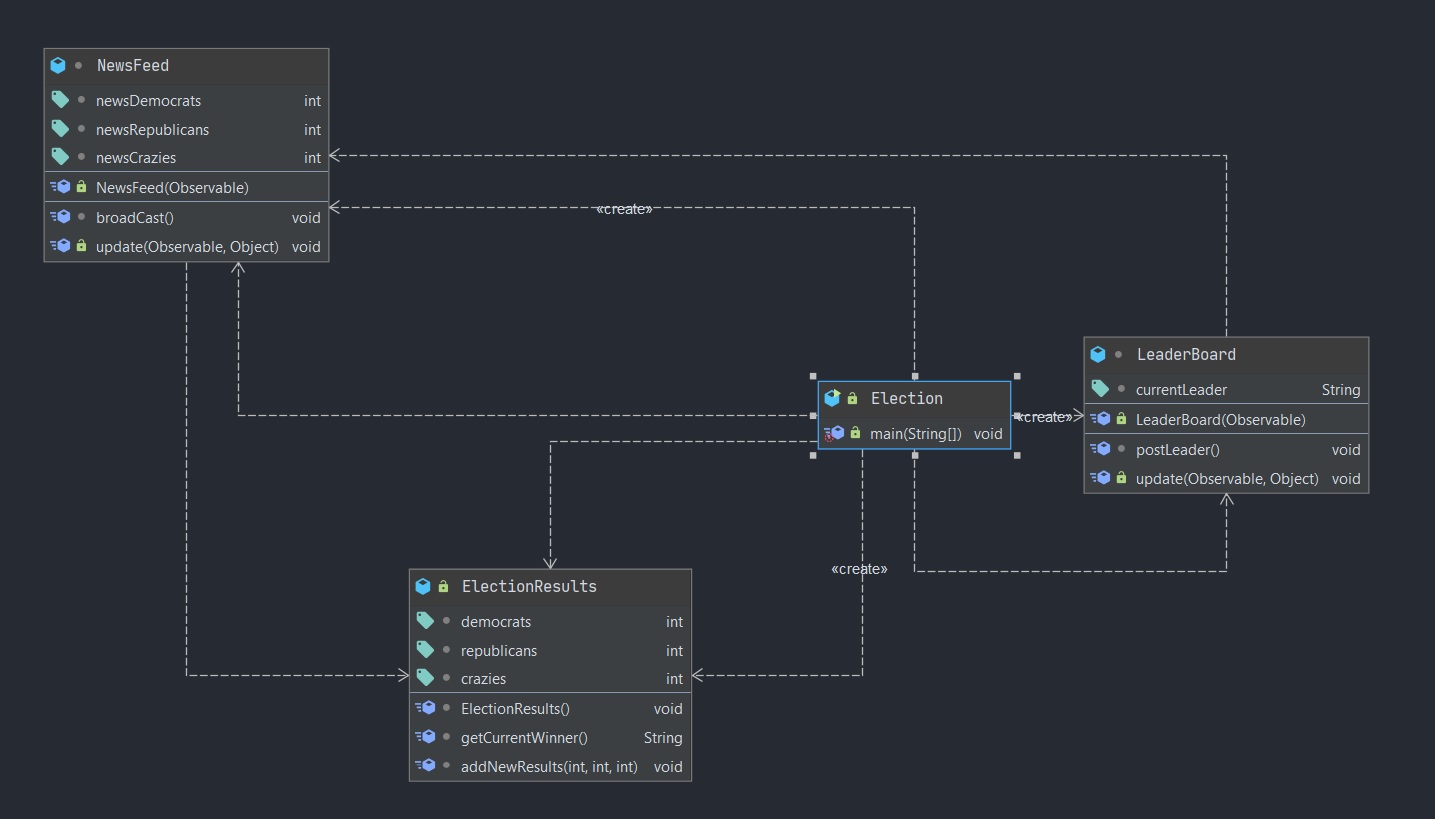 NewsFeed
newsDemocrats int
newsRepublicans int
newsCrazies int
NewsFeed(Observable)
broadCast() void
update(Observable, Object) void
«create»
LeaderBoard
currentLeader String
LeaderBoard(Observable)
postLeader() void
update(Observable, Object) void
Election
main(String[]) void
«create»
«create»
ElectionResults
democrats int
republicans int
crazies int
ElectionResults() void
getCurrentWinner() String
addNewResults(int, int, int) void